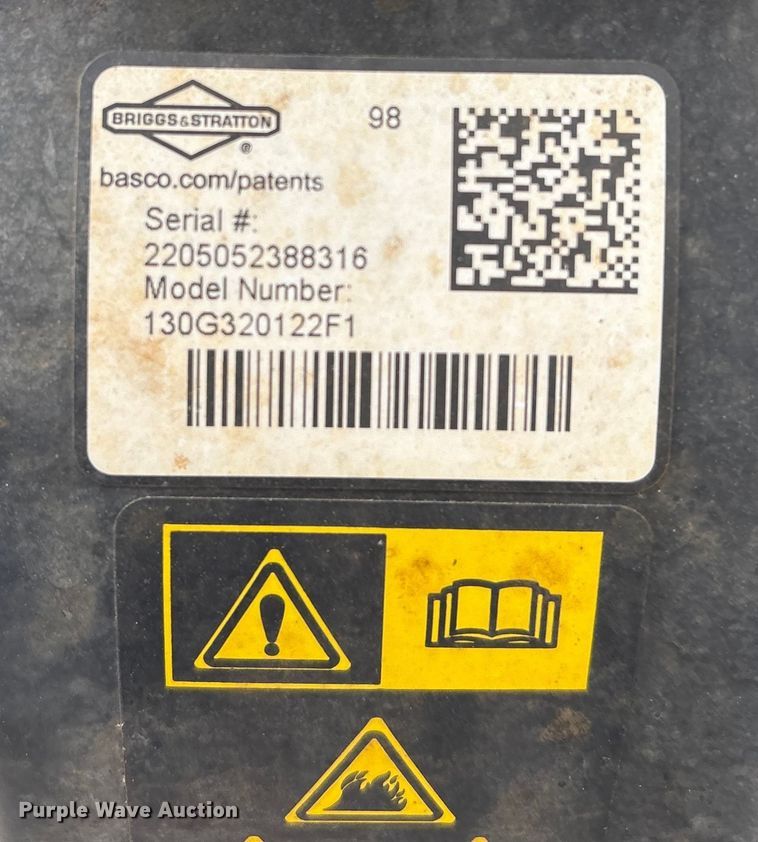 BRIGGS&STRATTON
98
basco.com/patents
Serial #:
2205052388316
Model Number:
130G320122F1
Purple Wave Auction